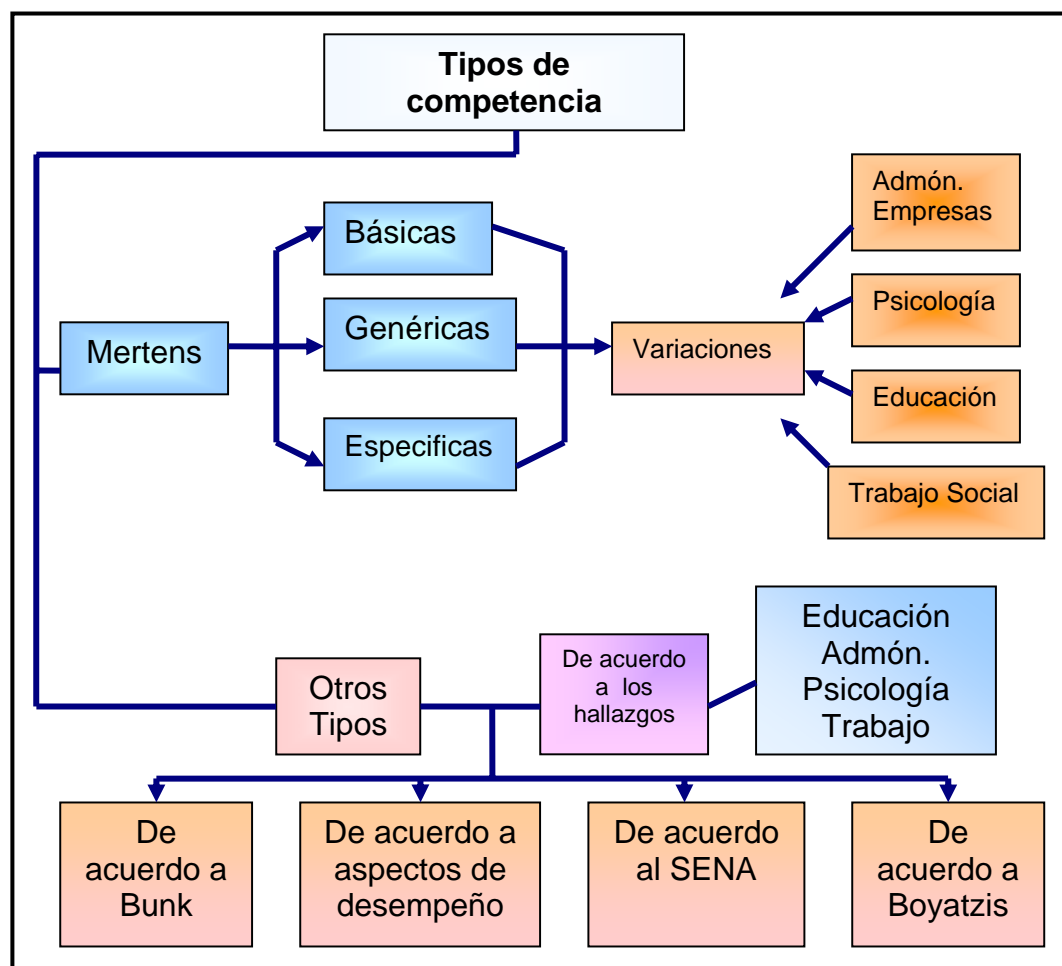 Tipos de
competencia
Admón.
Empresas
Básicas
Psicología
Genéricas
Mertens
Variaciones
Educación
Especificas
Trabajo Social
Educación
Admón.
Psicología
Trabajo
De acuerdo
a los
hallazgos
Otros
Tipos
De
acuerdo a
Bunk
De acuerdo a
aspectos de
desempeño
De acuerdo
al SENA
De
acuerdo a
Boyatzis